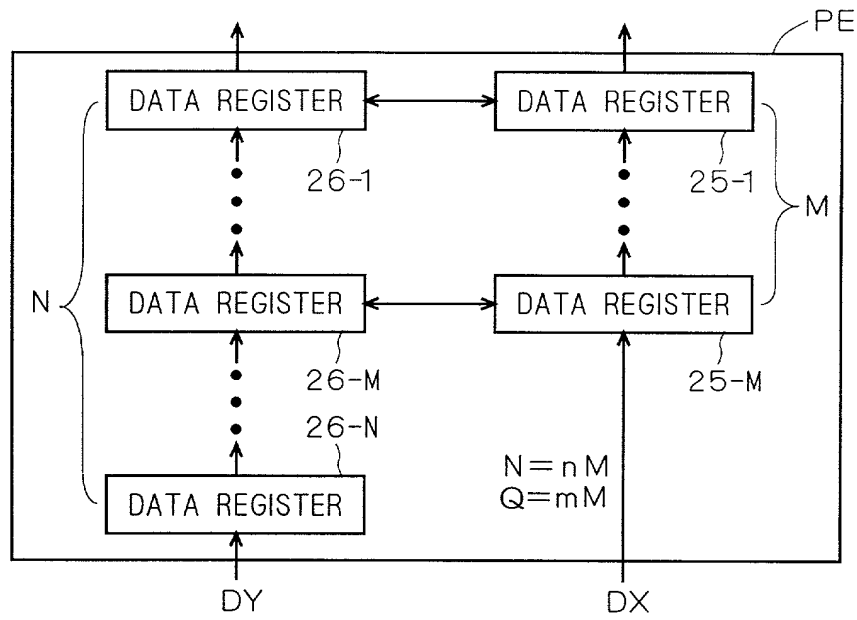 PE
DATA REGISTER
DATA REGISTER
26-1
25-1
M
N
DATA REGISTER
DATA REGISTER
26-M
25-M
26-N
N=nM
Q=mM
DATA REGISTER
DY
DX